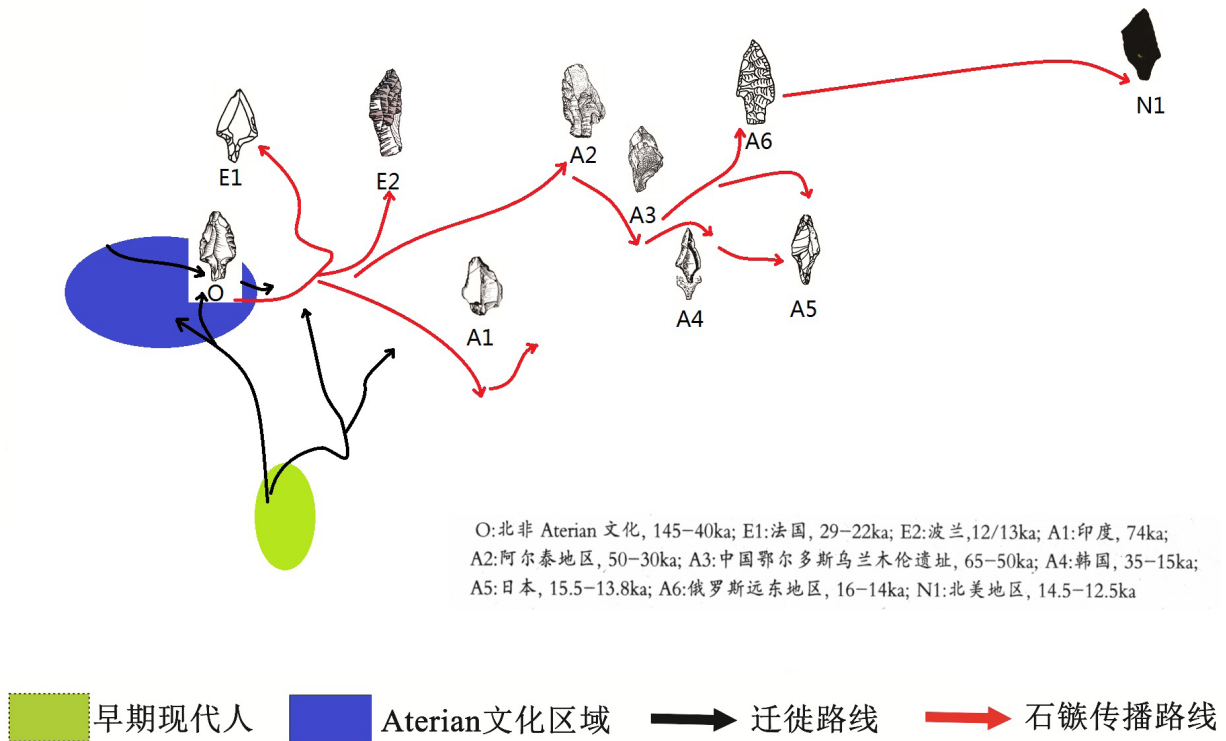 N1
A6
A2
E1
E2
A3
O
A1
A4
A5
O:北非 Aterian 文化, 145-40ka; E1:法国, 29-22ka; E2:波兰,12/13ka; A1:印度, 74ka;
A2:阿尔泰地区, 50-30ka; A3:中国鄂尔多斯乌兰木伦遗址, 65-50ka; A4:韩国, 35-15ka;
A5:日本, 15.5-13.8ka; A6:俄罗斯远东地区, 16-14ka; N1:北美地区, 14.5-12.5ka
早期现代人 Aterian文化区域 迁徙路线 石镞传播路线